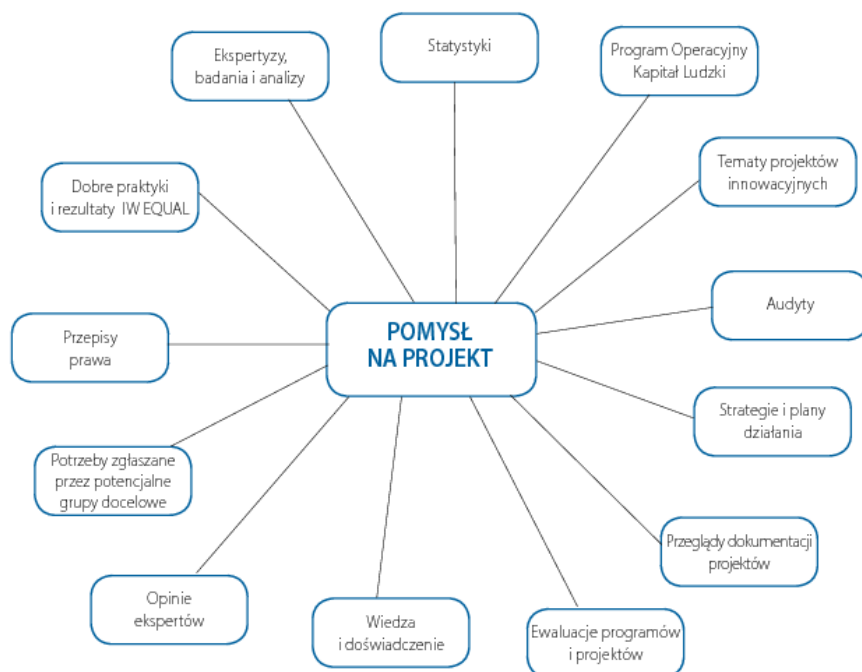 Ekspertyzy,
badania i analizy
Statystyki
Program Operacyjny
Kapitał Ludzki
Dobre praktyki
i rezultaty IW EQUAL
Tematy projektów
innowacyjnych
Przepisy
prawa
POMYSŁ
NA PROJEKT
Audyty
Potrzeby zgłaszane
przez potencjalne
grupy docelowe
Strategie i plany
działania
Opinie
ekspertów
Wiedza
i doświadczenie
Ewaluacje programów
i projektów
Przeglądy dokumentacji
projektów